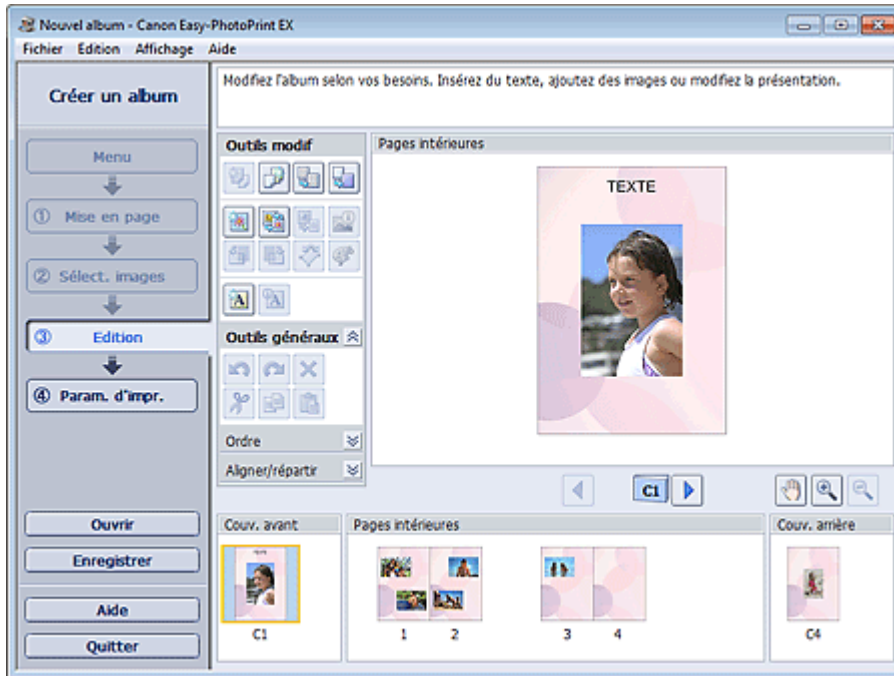 Nouvel album - Canon Easy-PhotoPrint EX
Fichier Edition Affichage Aide
Créer un album
Modifiez l'album selon vos besoins. Insérez du texte, ajoutez des images ou modifiez la présentation.
Menu
① Mise en page
② Sélect. images
③ Edition
④ Param. d'impr.
Ouvrir
Enregistrer
Aide
Quitter
Outils modif
Outils généraux
Ordre
Aligner/répartir
Pages intérieures
TEXTE
C1
Couv. avant
Pages intérieures
Couv. arrière
TEXTE
C1
1
2
3
4
C4